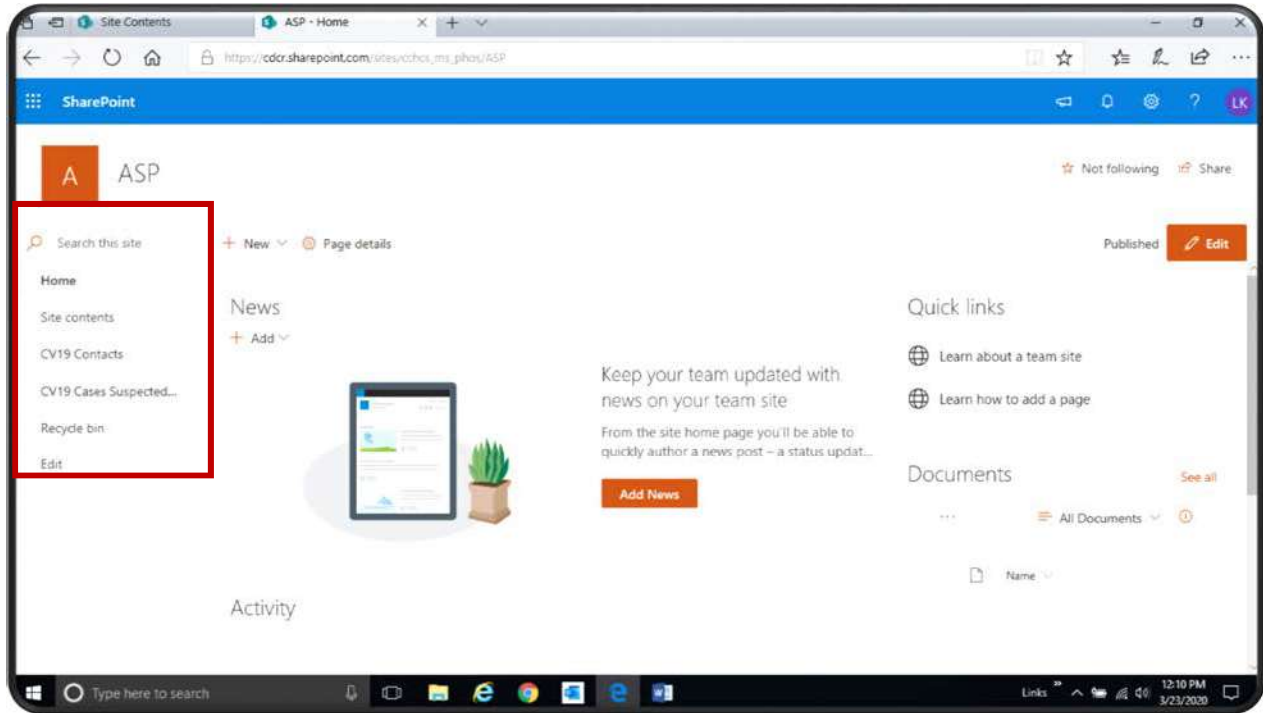 Site Contents
ASP - Home
https://cdcr.sharepoint.com/sites/cchcs_ms_phos/ASP
SharePoint
LK
A
ASP
Not following
Share
Search this site
New
Page details
Published
Edit
Home
Site contents
CV19 Contacts
CV19 Cases Suspected...
Recycle bin
Edit
News
Add
Keep your team updated with
news on your team site
From the site home page you'll be able to
quickly author a news post – a status updat...
Add News
Quick links
Learn about a team site
Learn how to add a page
Documents
See all
All Documents
Name
Activity
Type here to search
Links
12:10 PM
3/23/2020